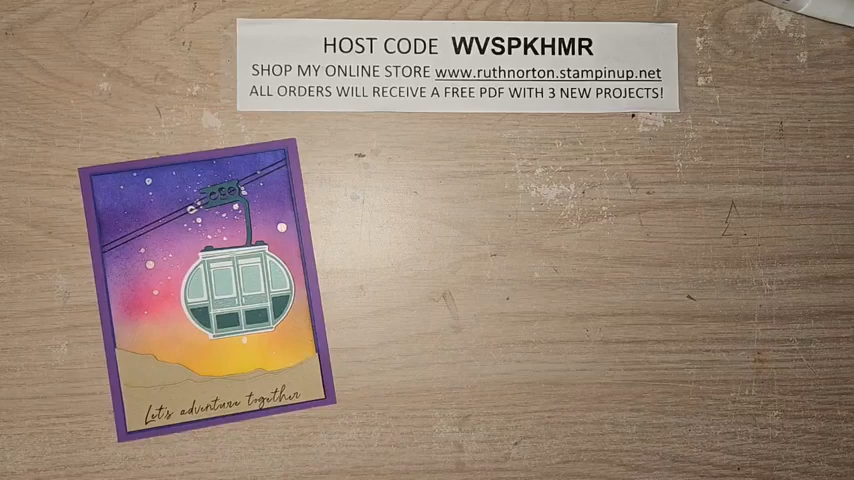 HOST CODE WVSPKHMR
SHOP MY ONLINE STORE www.ruthnorton.stampinup.net
ALL ORDERS WILL RECEIVE A FREE PDF WITH 3 NEW PROJECTS!
Let's adventure together